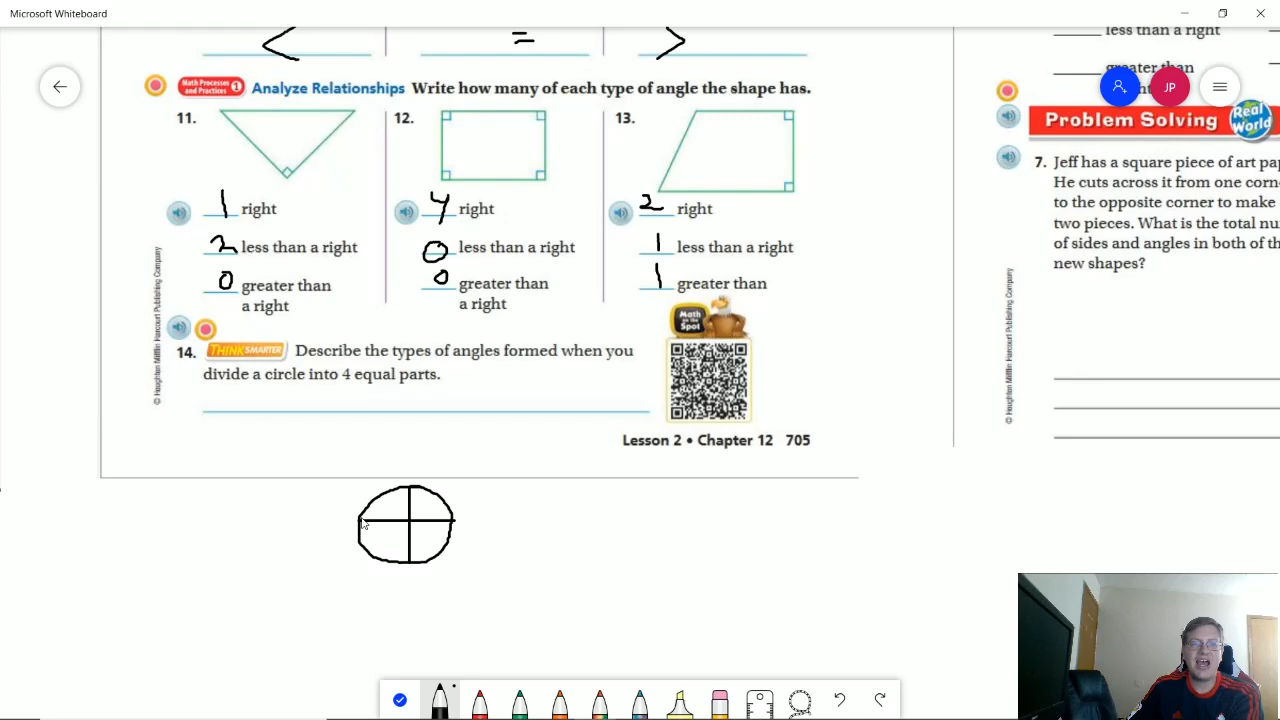 Microsoft Whiteboard
< = >
Math Processes and Practices 1 Analyze Relationships Write how many of each type of angle the shape has.
11. 12. 13.
1 right
2 less than a right
0 greater than
a right
4 right
0 less than a right
0 greater than
a right
2 right
1 less than a right
1 greater than
Math on the Spot
14. THINK SMARTER Describe the types of angles formed when you
divide a circle into 4 equal parts.
Lesson 2 • Chapter 12 705
© Houghton Mifflin Harcourt Publishing Company
less than a right
greater than
JP
Problem Solving Real World
7. Jeff has a square piece of art pap
He cuts across it from one corn
to the opposite corner to make
two pieces. What is the total nu
of sides and angles in both of th
new shapes?
© Houghton Mifflin Harcourt Publishing Company